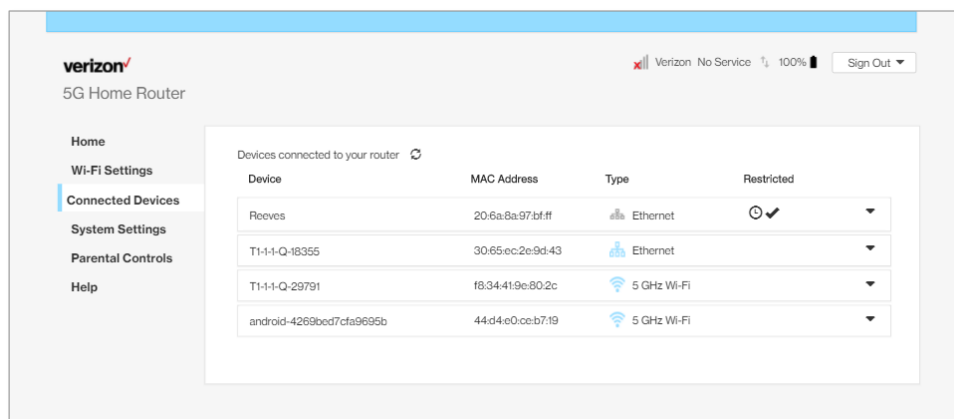 verizon
Verizon No Service 100% Sign Out
5G Home Router
Home
Wi-Fi Settings
Connected Devices
System Settings
Parental Controls
Help
Devices connected to your router
Device MAC Address Type Restricted
Reeves 20:6a:8a:97:bf:ff Ethernet
T1-1-1-Q-18355 30:65:ec:2e:9d:43 Ethernet
T1-1-1-Q-29791 f8:34:41:9e:80:2c 5 GHz Wi-Fi
android-4269bed7cfa9695b 44:d4:e0:ce:b7:19 5 GHz Wi-Fi